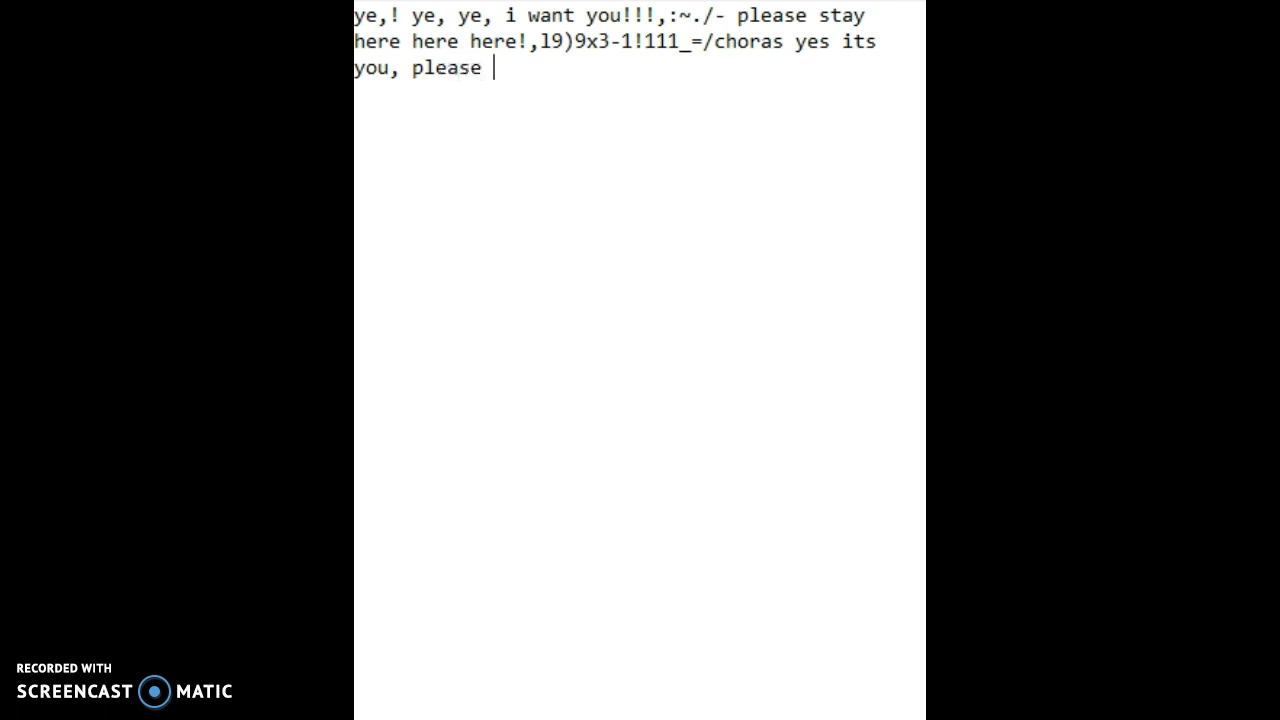 ye,! ye, ye, i want you!!!,:~./- please stay
here here here!,l9)9x3-1!111_=/choras yes its
you, please
RECORDED WITH
SCREENCAST MATIC